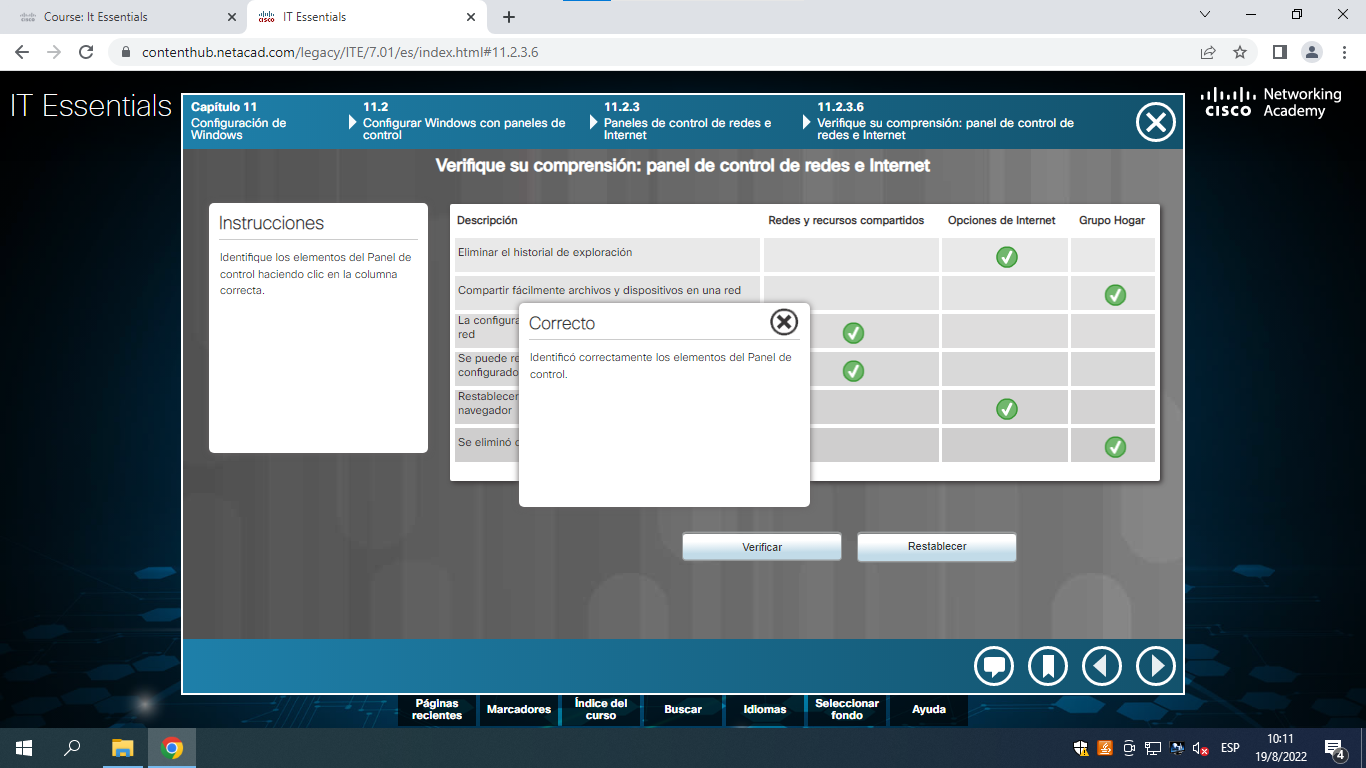 Course: It Essentials
IT Essentials
contenthub.netacad.com/legacy/ITE/7.01/es/index.html#11.2.3.6
IT Essentials
Capítulo 11
Configuración de
Windows
11.2
Configurar Windows con paneles de
control
11.2.3
Paneles de control de redes e
Internet
11.2.3.6
Verifique su comprensión: panel de control de
redes e Internet
CISCO
Networking
Academy
Verifique su comprensión: panel de control de redes e Internet
Instrucciones
Identifique los elementos del Panel de
control haciendo clic en la columna
correcta.
Descripción
Redes y recursos compartidos
Opciones de Internet
Grupo Hogar
Eliminar el historial de exploración
Compartir fácilmente archivos y dispositivos en una red
La configura
red
Se puede re
configurado
Restablecer
navegador
Se eliminó
Correcto
Identificó correctamente los elementos del Panel de
control.
Verificar
Restablecer
Páginas
recientes
Marcadores
Índice del
curso
Buscar
Idiomas
Seleccionar
fondo
Ayuda
ESP
10:11
19/8/2022
4